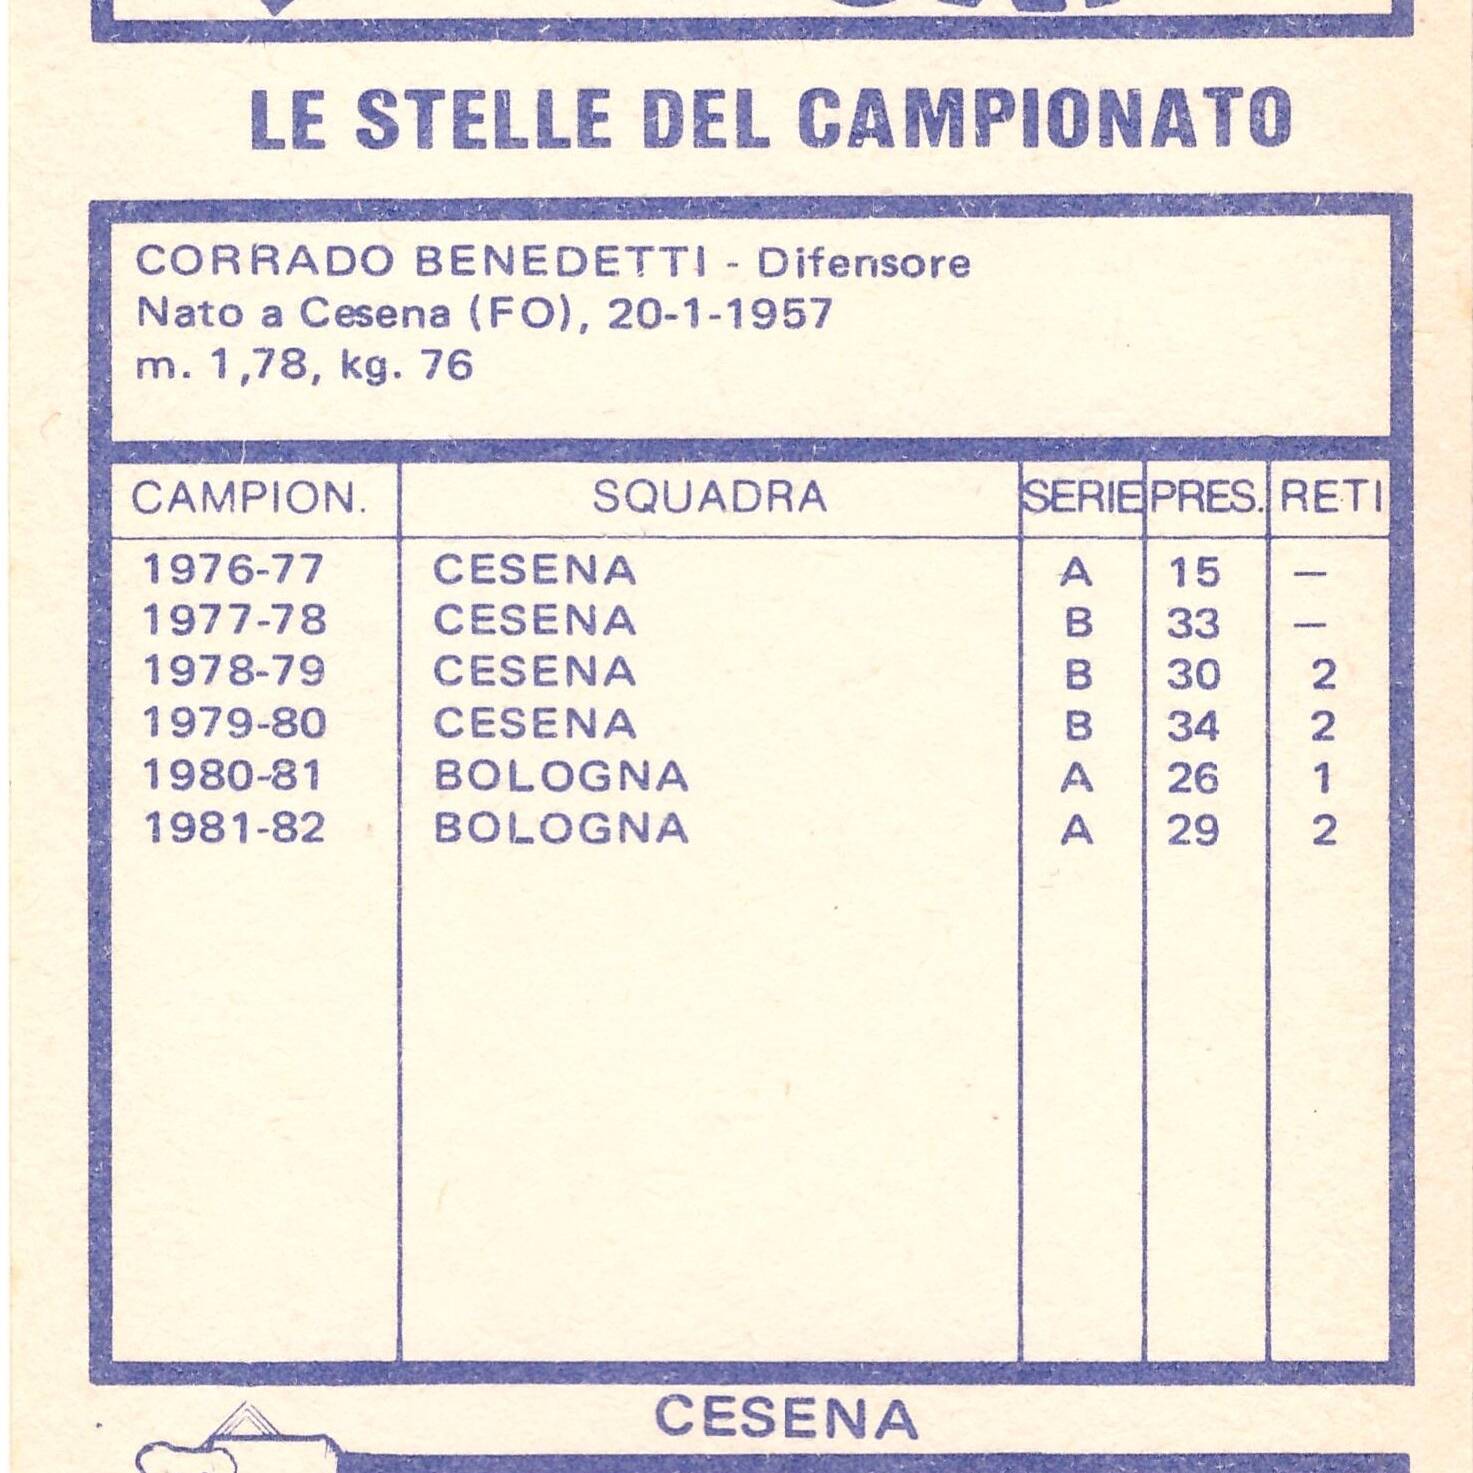 LE STELLE DEL CAMPIONATO
CORRADO BENEDETTI - Difensore
Nato a Cesena (FO), 20-1-1957
m. 1,78, kg. 76
CAMPION. SQUADRA SERIE PRES. RETI
1976-77 CESENA A 15 —
1977-78 CESENA B 33 —
1978-79 CESENA B 30 2
1979-80 CESENA B 34 2
1980-81 BOLOGNA A 26 1
1981-82 BOLOGNA A 29 2
CESENA